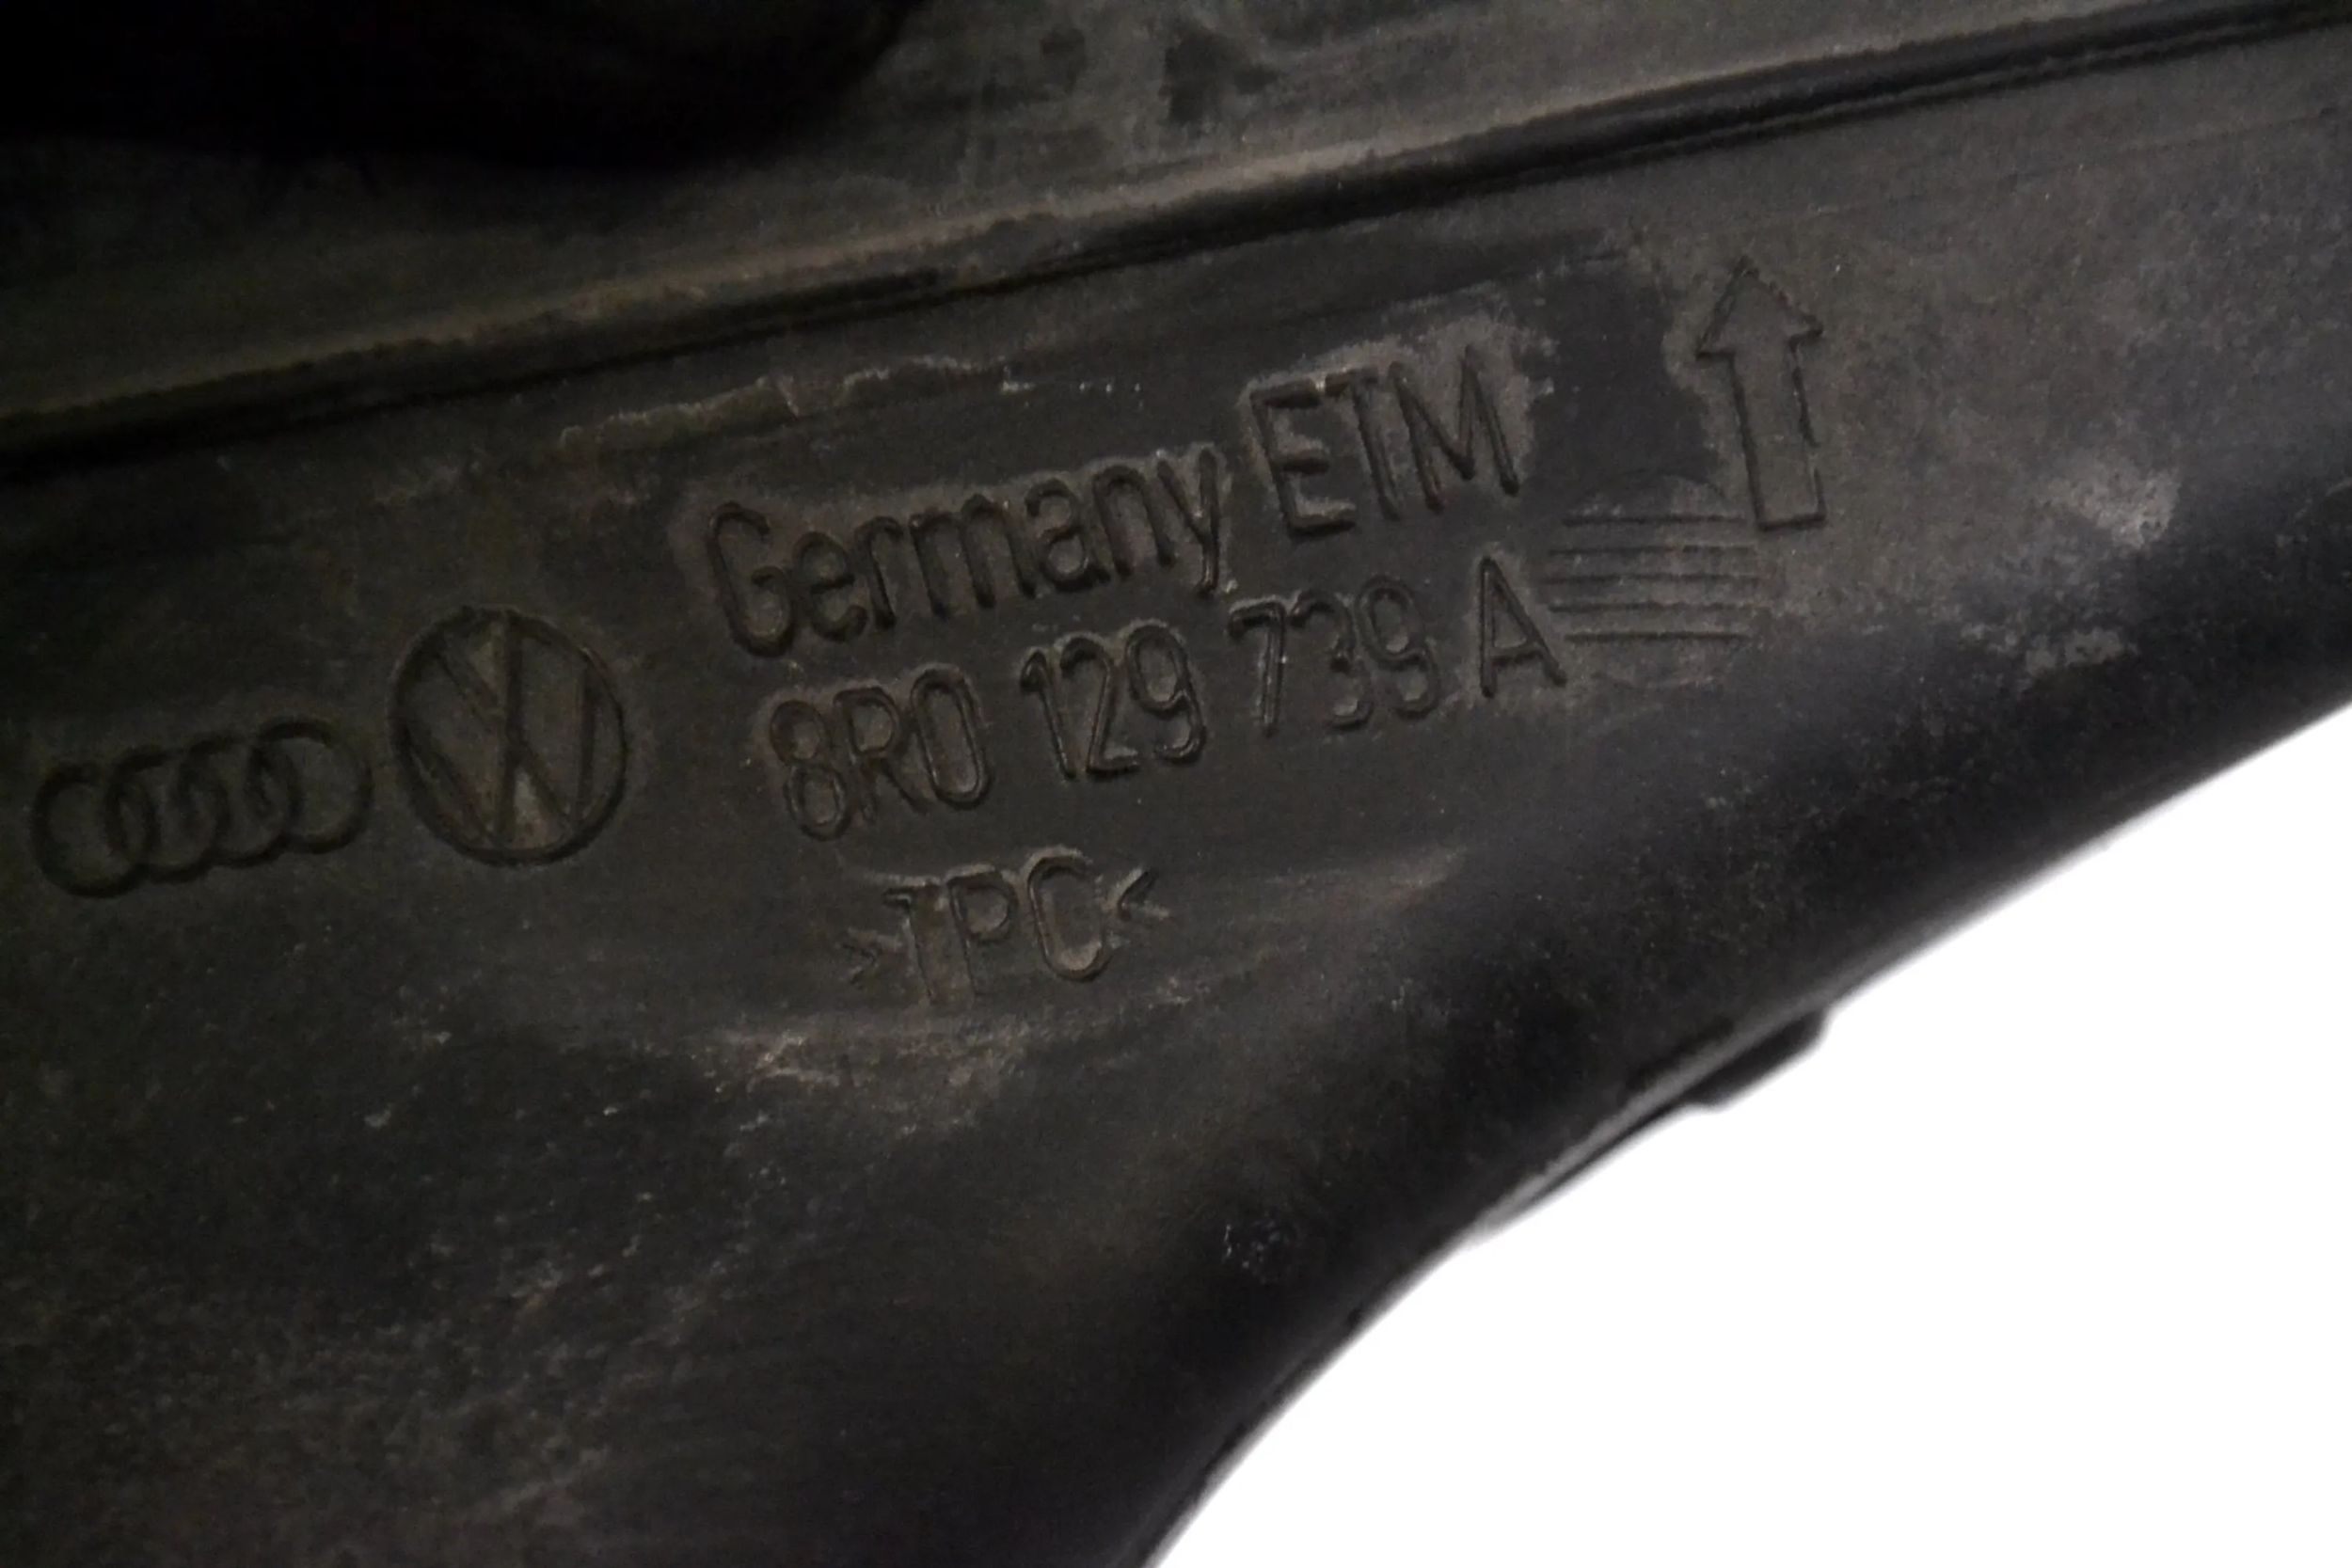 Germany ETM
8R0 129 739 A
>TPC<